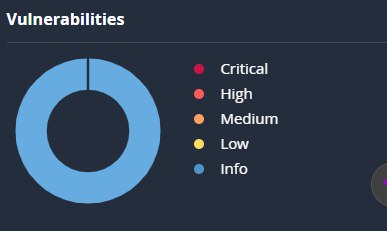 Vulnerabilities
Critical
High
Medium
Low
Info